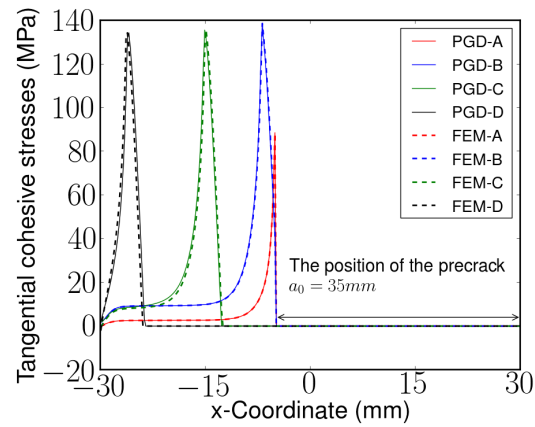 Tangential cohesive stresses (MPa)
140
120
100
80
60
40
20
0
−20
−30
−15
0
15
30
x-Coordinate (mm)
PGD-A
PGD-B
PGD-C
PGD-D
FEM-A
FEM-B
FEM-C
FEM-D
The position of the precrack
a₀ = 35mm